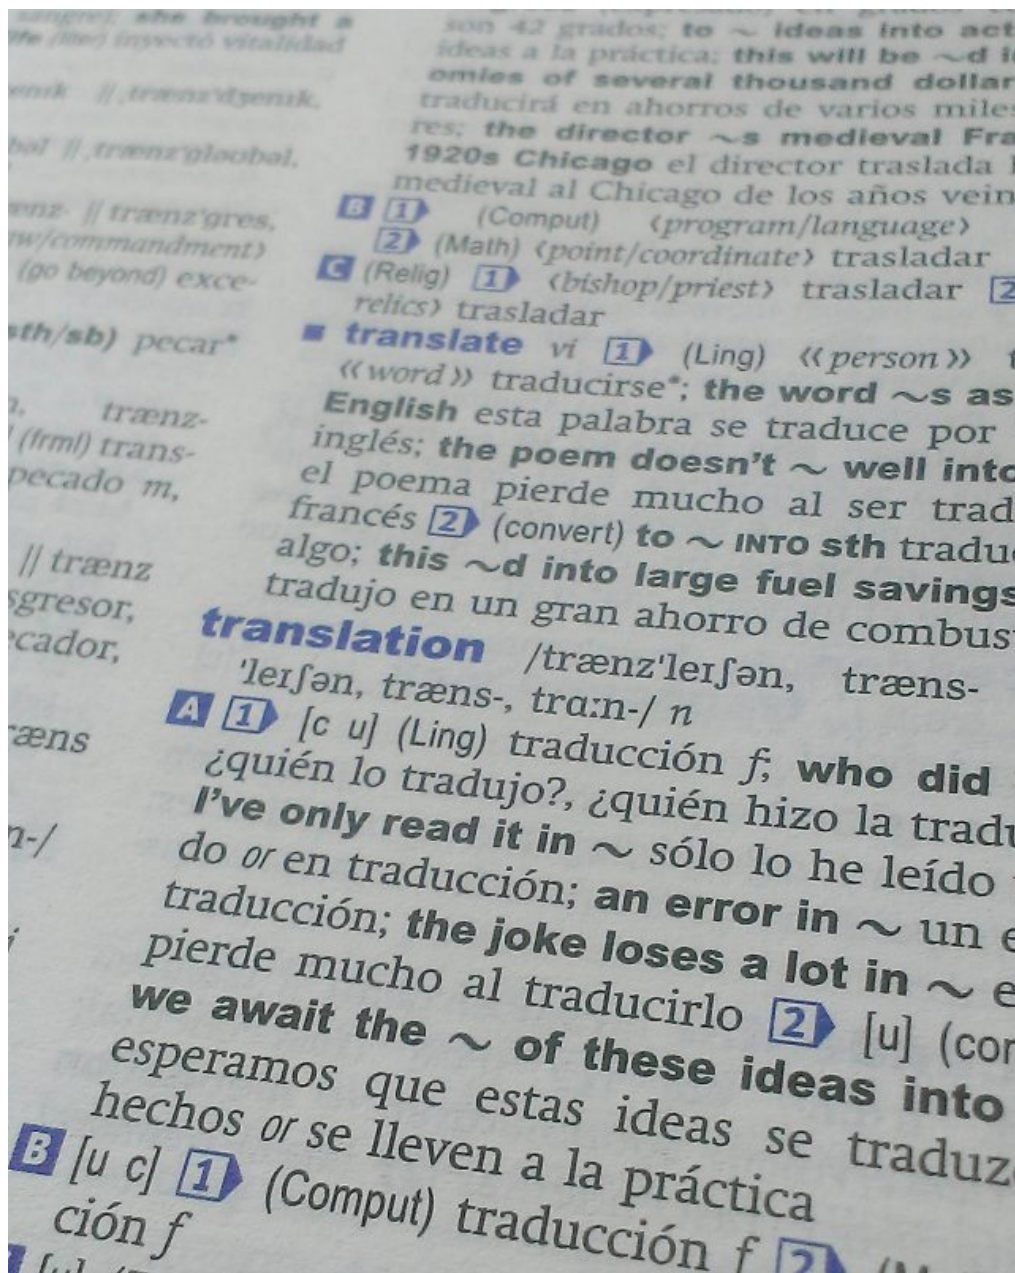 she brought a
inyectó vitalidad
trænz'dʒenɪk,
trænz'gləʊbəl,
|| trænz'gres,
w/commandment⟩
(go beyond) exce-
sth/sb) pecar*
trænz-
(frml) trans-
pecado m,
|| trænz
sgresor,
cador,
ræns
n-/
son 42 grados; to ~ ideas into act
ideas a la práctica; this will be ~d i
omies of several thousand dollar
traducirá en ahorros de varios miles
res; the director ~s medieval Fra
1920s Chicago el director traslada l
medieval al Chicago de los años vein
B 1 (Comput) ⟨program/language⟩
2 (Math) ⟨point/coordinate⟩ trasladar
C (Relig) 1 ⟨bishop/priest⟩ trasladar 2
relics⟩ trasladar
■ translate vi 1 (Ling) «person» t
«word» traducirse*; the word ~s as
English esta palabra se traduce por
inglés; the poem doesn't ~ well into
el poema pierde mucho al ser trad
francés 2 (convert) to ~ INTO sth tradu
algo; this ~d into large fuel savings
tradujo en un gran ahorro de combus
translation /trænz'leɪʃən, træns-
'leɪʃən, træns-, trɑːn-/ n
A 1 [c u] (Ling) traducción f; who did
¿quién lo tradujo?, ¿quién hizo la tradu
I've only read it in ~ sólo lo he leído
do or en traducción; an error in ~ un e
traducción; the joke loses a lot in ~ e
pierde mucho al traducirlo 2 [u] (con
we await the ~ of these ideas into
esperamos que estas ideas se traduz
hechos or se lleven a la práctica
B [u c] 1 (Comput) traducción f 2 (M
ción f